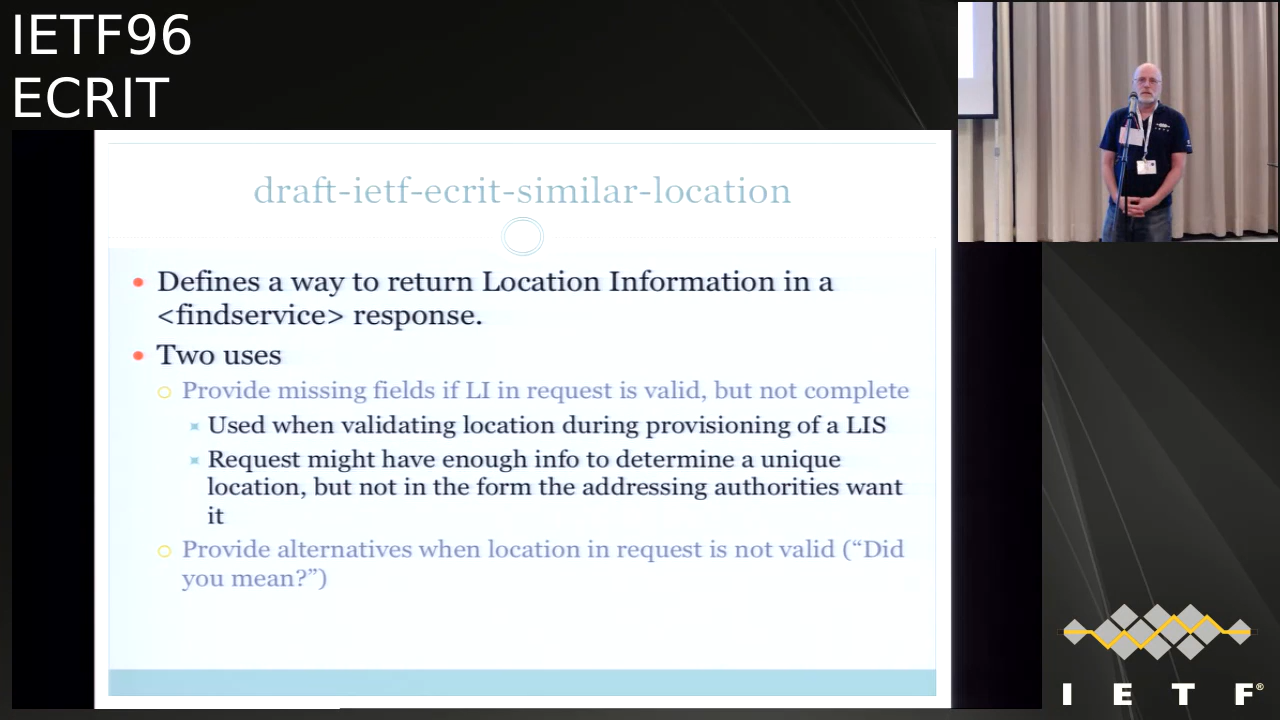 IETF96
ECRIT
draft-ietf-ecrit-similar-location
Defines a way to return Location Information in a
<findservice> response.
Two uses
Provide missing fields if LI in request is valid, but not complete
Used when validating location during provisioning of a LIS
Request might have enough info to determine a unique
location, but not in the form the addressing authorities want
it
Provide alternatives when location in request is not valid (“Did
you mean?”)
I E T F®